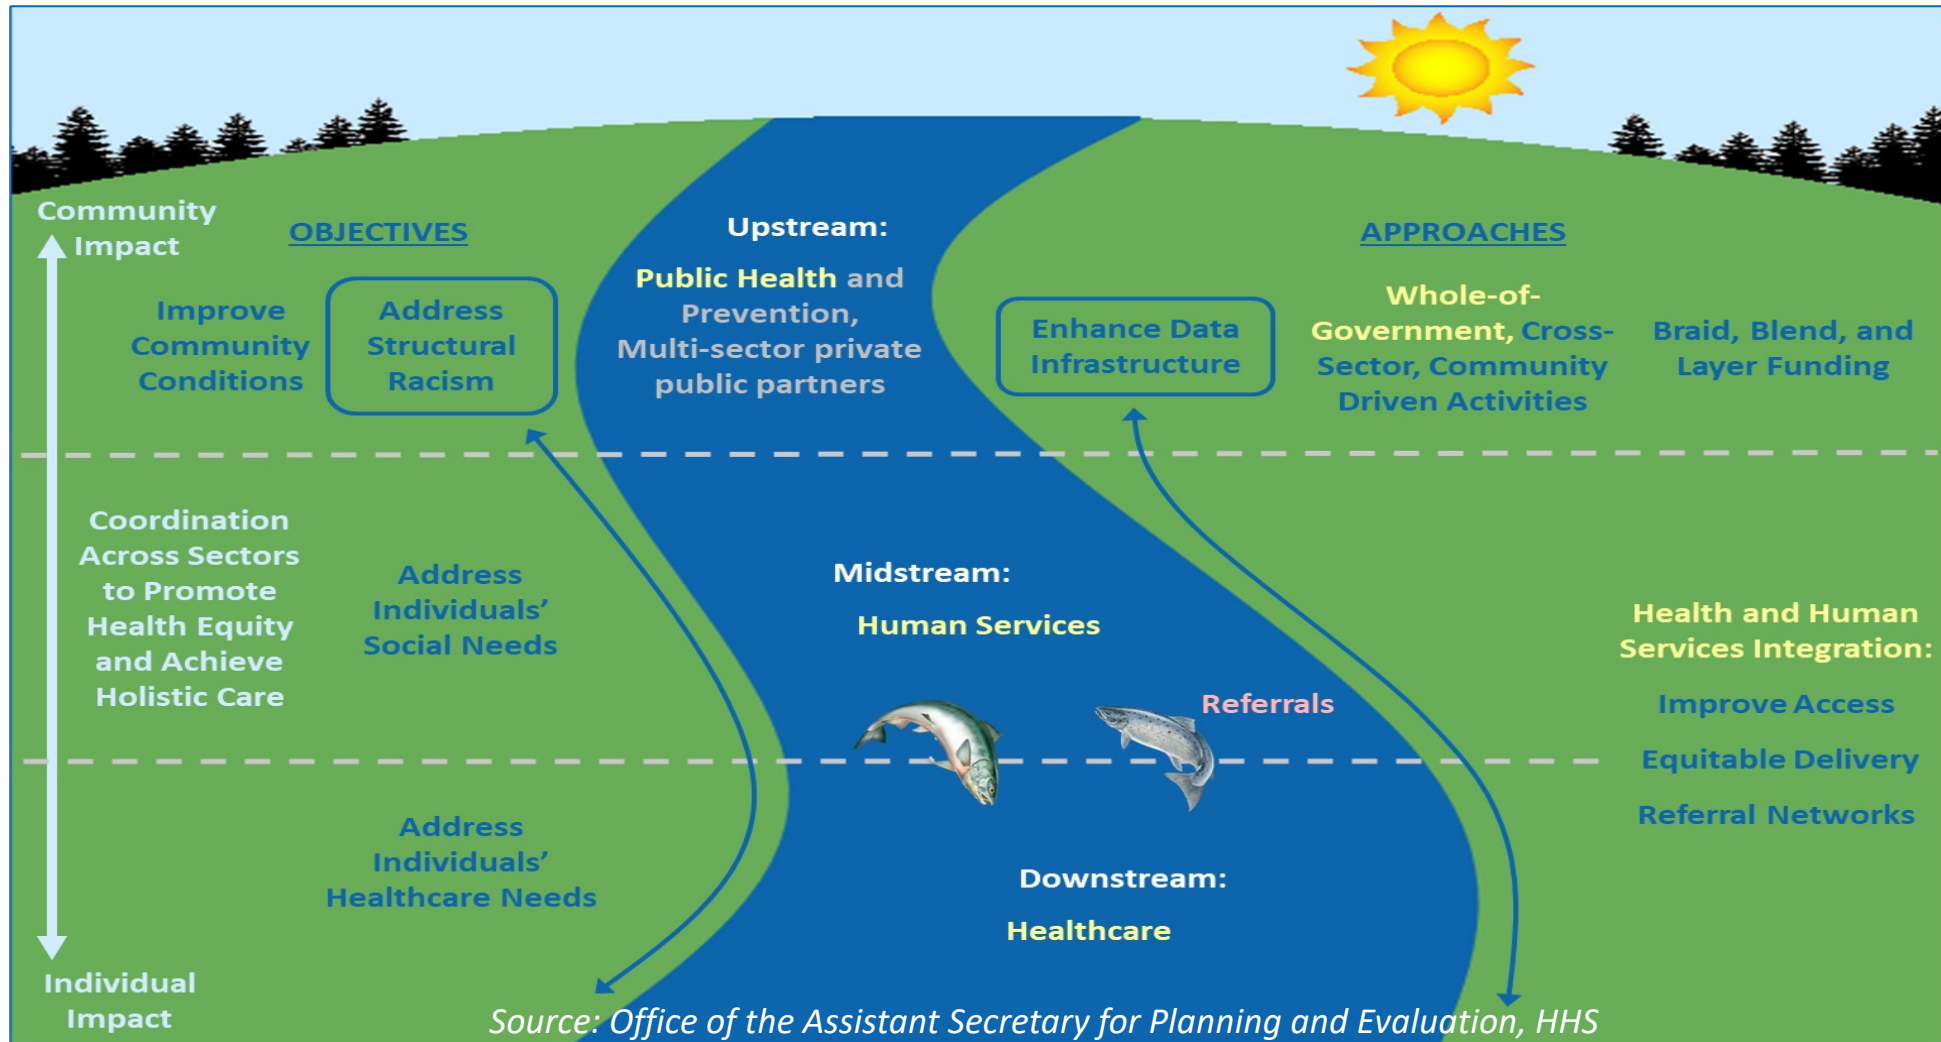 Community
Impact
OBJECTIVES
Improve
Community
Conditions
Address
Structural
Racism
Upstream:
Public Health and
Prevention,
Multi-sector private
public partners
APPROACHES
Enhance Data
Infrastructure
Whole-of-
Government, Cross-
Sector, Community
Driven Activities
Braid, Blend, and
Layer Funding
Coordination
Across Sectors
to Promote
Health Equity
and Achieve
Holistic Care
Address
Individuals’
Social Needs
Midstream:
Human Services
Referrals
Health and Human
Services Integration:
Improve Access
Equitable Delivery
Referral Networks
Address
Individuals’
Healthcare Needs
Downstream:
Healthcare
Individual
Impact
Source: Office of the Assistant Secretary for Planning and Evaluation, HHS